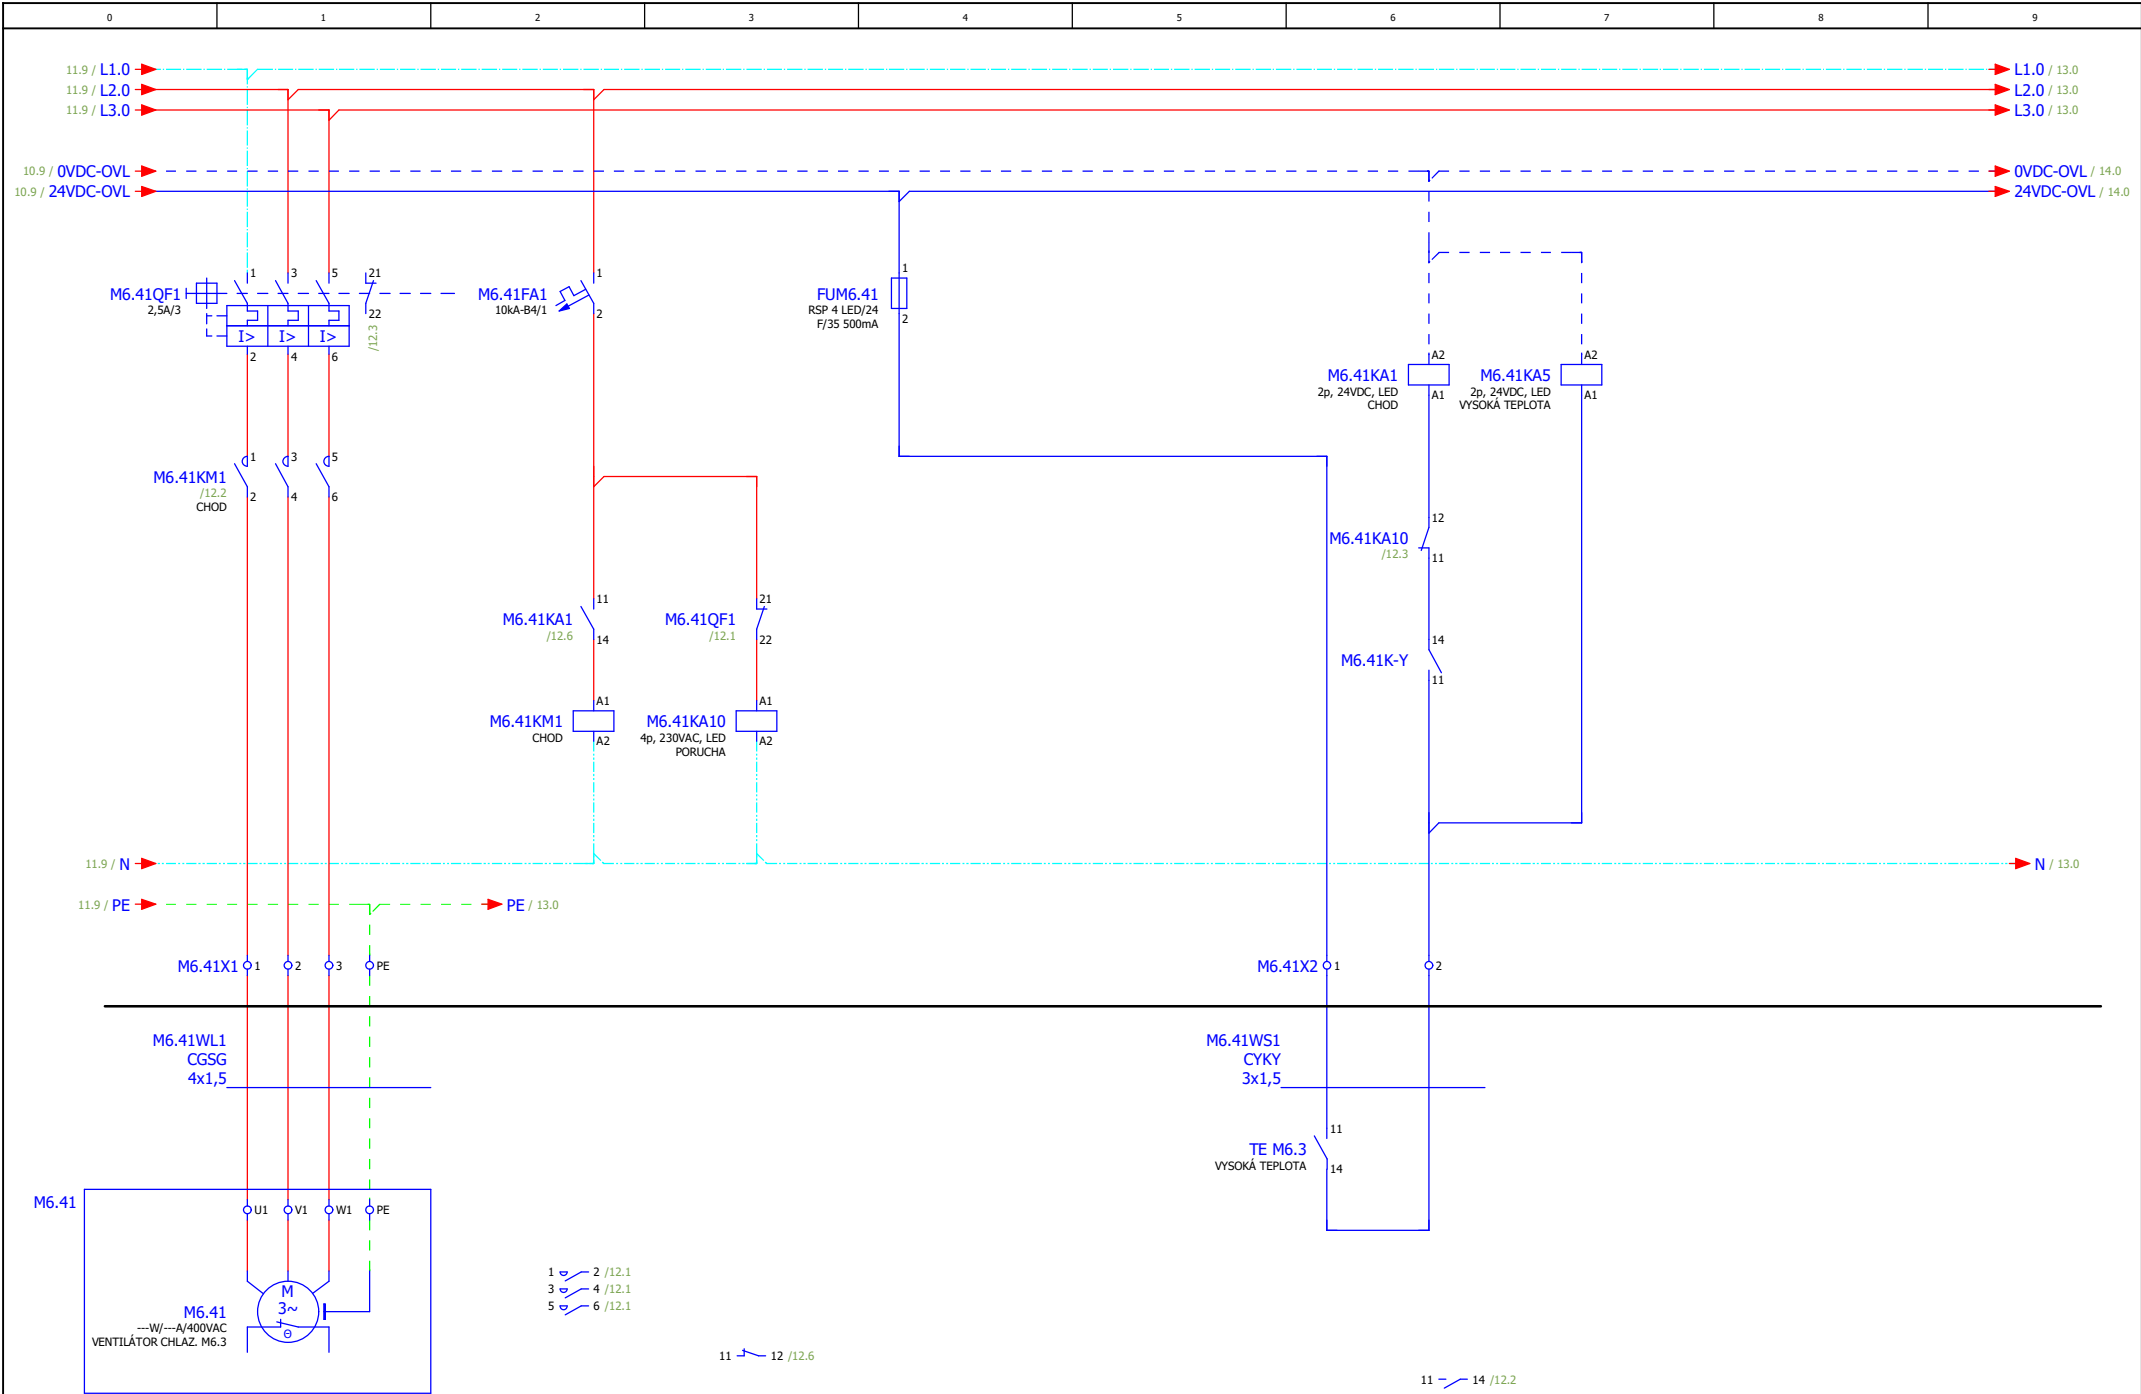 0 1 2 3 4 5 6 7 8 9
11.9 / L1.0 L1.0 / 13.0
11.9 / L2.0 L2.0 / 13.0
11.9 / L3.0 L3.0 / 13.0
10.9 / 0VDC-OVL 0VDC-OVL / 14.0
10.9 / 24VDC-OVL 24VDC-OVL / 14.0
M6.41QF1
2,5A/3
1 3 5 21
22
/12.3
I> I> I>
2 4 6
M6.41FA1
10kA-B4/1
1
2
FUM6.41
RSP 4 LED/24
F/35 500mA
1
2
M6.41KA1
2p, 24VDC, LED
CHOD
A2
A1
M6.41KA5
2p, 24VDC, LED
VYSOKÁ TEPLOTA
A2
A1
M6.41KM1
/12.2
CHOD
1 3 5
2 4 6
M6.41KA10
/12.3
12
11
M6.41KA1
/12.6
11
14
M6.41QF1
/12.1
21
22
M6.41K-Y
14
11
M6.41KM1
CHOD
A1
A2
M6.41KA10
4p, 230VAC, LED
PORUCHA
A1
A2
11.9 / N N / 13.0
11.9 / PE PE / 13.0
M6.41X1 1 2 3 PE
M6.41X2 1 2
M6.41WL1
CGSG
4x1,5
M6.41WS1
CYKY
3x1,5
TE M6.3
VYSOKÁ TEPLOTA
11
14
M6.41
U1 V1 W1 PE
M
3~
Θ
M6.41
---W/---A/400VAC
VENTILÁTOR CHLAZ. M6.3
1 2 /12.1
3 4 /12.1
5 6 /12.1
11 12 /12.6
11 14 /12.2